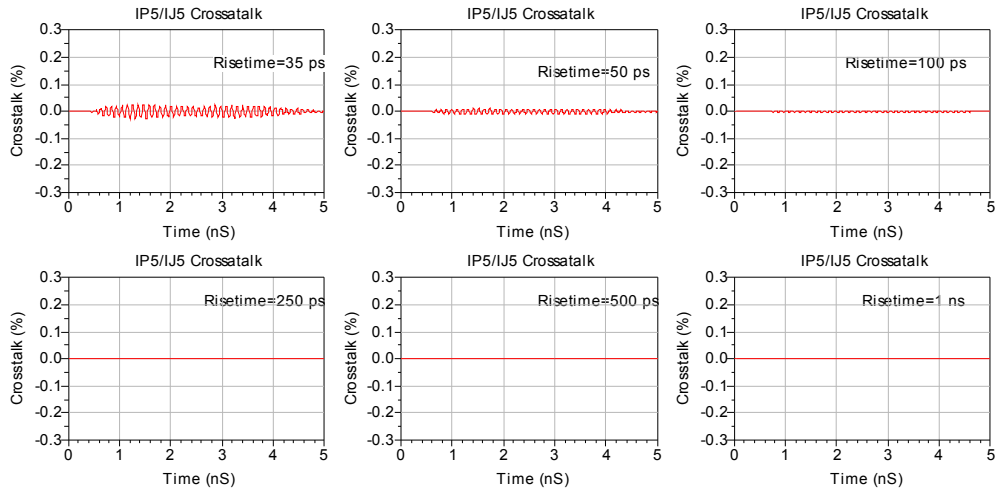 IP5/IJ5 Crossatalk
IP5/IJ5 Crossatalk
IP5/IJ5 Crossatalk
0.3
0.2
0.1
0.0
-0.1
-0.2
-0.3
Crosstalk (%)
Risetime=35 ps
0 1 2 3 4 5
Time (nS)
0.3
0.2
0.1
0.0
-0.1
-0.2
-0.3
Crosstalk (%)
Risetime=50 ps
0 1 2 3 4 5
Time (nS)
0.3
0.2
0.1
0.0
-0.1
-0.2
-0.3
Crosstalk (%)
Risetime=100 ps
0 1 2 3 4 5
Time (nS)
IP5/IJ5 Crossatalk
IP5/IJ5 Crossatalk
IP5/IJ5 Crossatalk
0.3
0.2
0.1
0.0
-0.1
-0.2
-0.3
Crosstalk (%)
Risetime=250 ps
0 1 2 3 4 5
Time (nS)
0.3
0.2
0.1
0.0
-0.1
-0.2
-0.3
Crosstalk (%)
Risetime=500 ps
0 1 2 3 4 5
Time (nS)
0.3
0.2
0.1
0.0
-0.1
-0.2
-0.3
Crosstalk (%)
Risetime=1 ns
0 1 2 3 4 5
Time (nS)